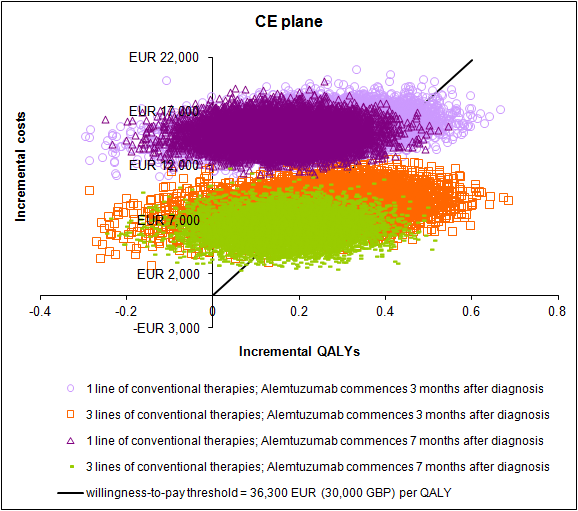 CE plane
EUR 22,000
EUR 17,000
EUR 12,000
EUR 7,000
EUR 2,000
-EUR 3,000
Incremental costs
-0.4 -0.2 0 0.2 0.4 0.6 0.8
Incremental QALYs
1 line of conventional therapies; Alemtuzumab commences 3 months after diagnosis
3 lines of conventional therapies; Alemtuzumab commences 3 months after diagnosis
1 line of conventional therapies; Alemtuzumab commences 7 months after diagnosis
3 lines of conventional therapies; Alemtuzumab commences 7 months after diagnosis
willingness-to-pay threshold = 36,300 EUR (30,000 GBP) per QALY